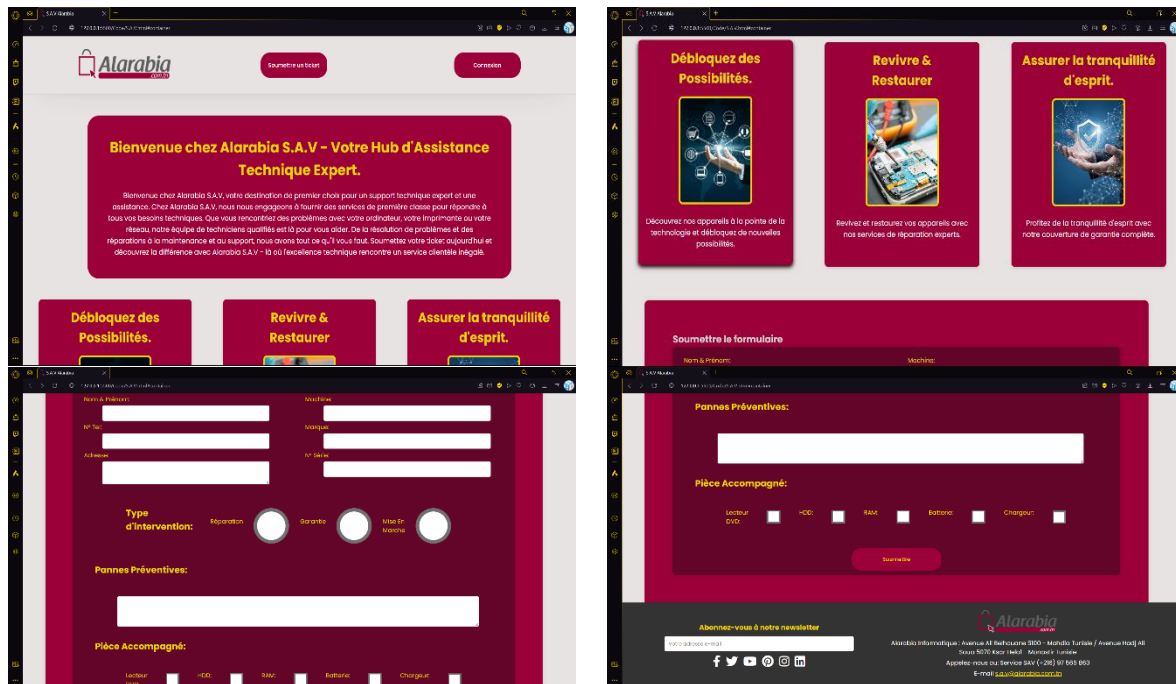 S.A.V Alarabia
Alarabia
.com.tn
Soumettre un ticket
Connexion
Bienvenue chez Alarabia S.A.V - Votre Hub d'Assistance
Technique Expert.
Bienvenue chez Alarabia S.A.V, votre destination de premier choix pour un support technique expert et une
assistance. Chez Alarabia S.A.V, nous nous engageons à fournir des services de première classe pour répondre à
tous vos besoins techniques. Que vous rencontriez des problèmes avec votre ordinateur, votre imprimante ou votre
réseau, notre équipe de techniciens qualifiés est là pour vous aider. De la résolution de problèmes et des
réparations à la maintenance et au support, nous avons tout ce qu'il vous faut. Soumettez votre ticket aujourd'hui et
découvrez la différence avec Alarabia S.A.V - là où l'excellence technique rencontre un service clientèle inégalé.
Débloquez des
Possibilités.
Revivre &
Restaurer
Assurer la tranquillité
d'esprit.
S.A.V Alarabia
Débloquez des
Possibilités.
Découvrez nos appareils à la pointe de la
technologie et débloquez de nouvelles
possibilités.
Revivre &
Restaurer
Revivez et restaurez vos appareils avec
nos services de réparation experts.
Assurer la tranquillité
d'esprit.
Profitez de la tranquillité d'esprit avec
notre couverture de garantie complète.
Soumettre le formulaire
Nom & Prénom:
Machine:
S.A.V Alarabia
Nom & Prénom:
Machine:
N° Tel:
Marque:
Adresse:
N° Série:
Type
d'intervention:
Réparation
Garantie
Mise En
Marche
Pannes Préventives:
Pièce Accompagné:
Lecteur
DVD:
HDD:
RAM:
Batterie:
Chargeur:
S.A.V Alarabia
Pannes Préventives:
Pièce Accompagné:
Lecteur
DVD:
HDD:
RAM:
Batterie:
Chargeur:
Soumettre
Abonnez-vous à notre newsletter
Votre adresse e-mail
Alarabia
.com.tn
Alarabia Informatique : Avenue Ali Belhouane 5100 - Mahdia Tunisie / Avenue Hadj Ali
Soua 5070 Ksar Helal - Monastir Tunisie
Appelez-nous au: Service SAV (+216) 97 565 863
E-mail s.a.v@alarabia.com.tn